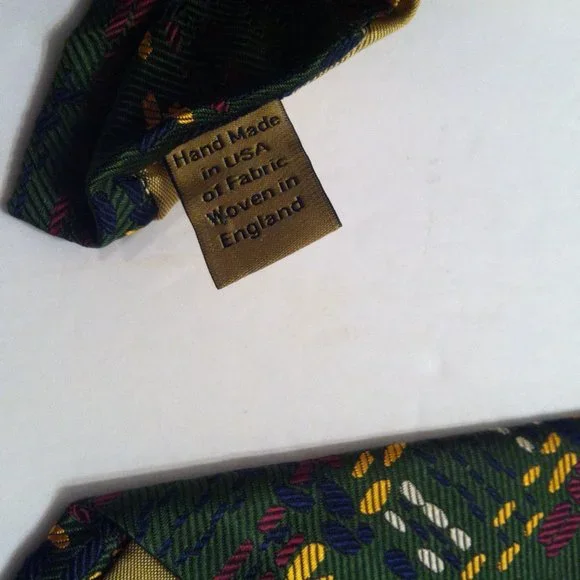 Hand Made
in USA
of Fabric
Woven in
England